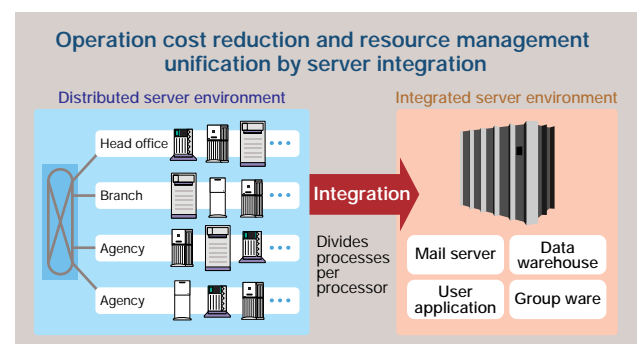 Operation cost reduction and resource management
unification by server integration
Distributed server environment
Integrated server environment
Head office
Branch
Agency
Agency
Integration
Divides
processes
per
processor
Mail server
Data
warehouse
User
application
Group ware